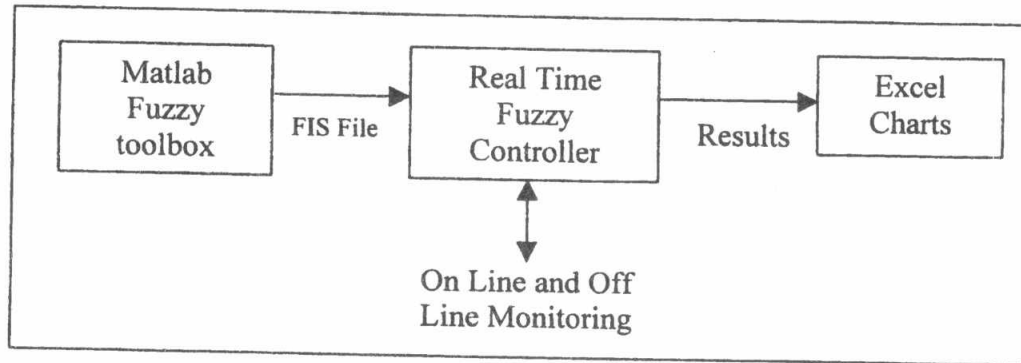 Matlab
Fuzzy
toolbox
FIS File
Real Time
Fuzzy
Controller
Results
Excel
Charts
On Line and Off
Line Monitoring